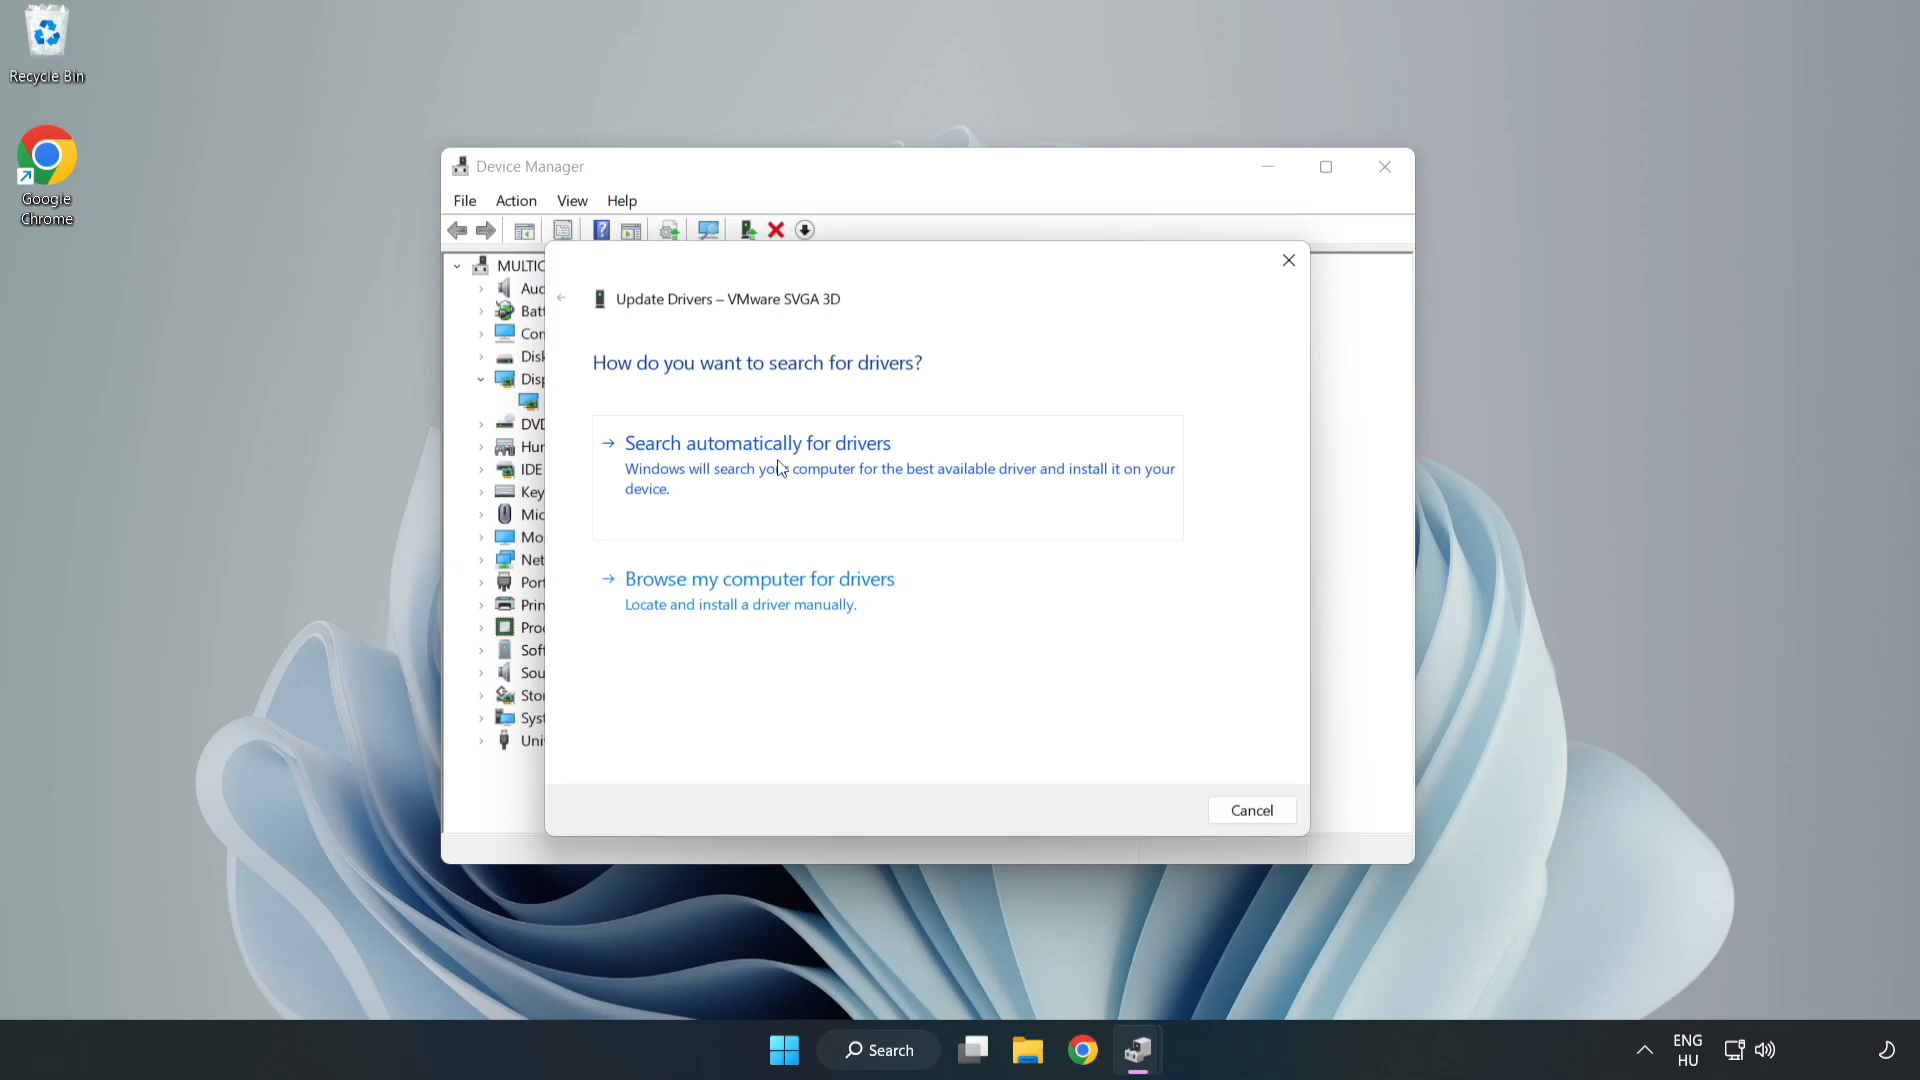 Recycle Bin
Google
Chrome
Device Manager
File Action View Help
MULTIC
Aud
Batt
Con
Disk
Disp
DVD
Hun
IDE
Key
Mic
Mo
Net
Port
Prin
Proc
Soft
Sou
Stor
Syst
Uni
Update Drivers – VMware SVGA 3D
How do you want to search for drivers?
Search automatically for drivers
Windows will search your computer for the best available driver and install it on your
device.
Browse my computer for drivers
Locate and install a driver manually.
Cancel
Search
ENG
HU